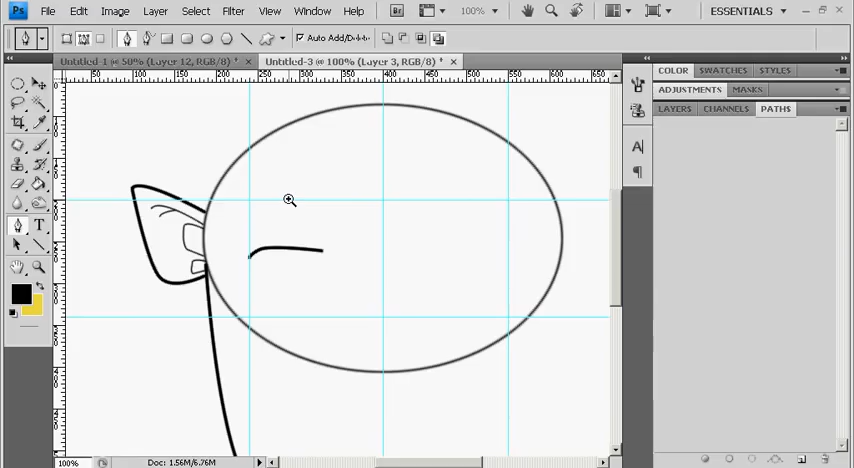 Ps File Edit Image Layer Select Filter View Window Help Br 100% ESSENTIALS
Auto Add/Delete
Untitled-1 @ 50% (Layer 12, RGB/8) * × Untitled-3 @ 100% (Layer 3, RGB/8) * ×
50 100 150 200 250 300 350 400 450 500 550 600 650
COLOR SWATCHES STYLES
ADJUSTMENTS MASKS
LAYERS CHANNELS PATHS
T
A
100% Doc: 1.56M/6.76M